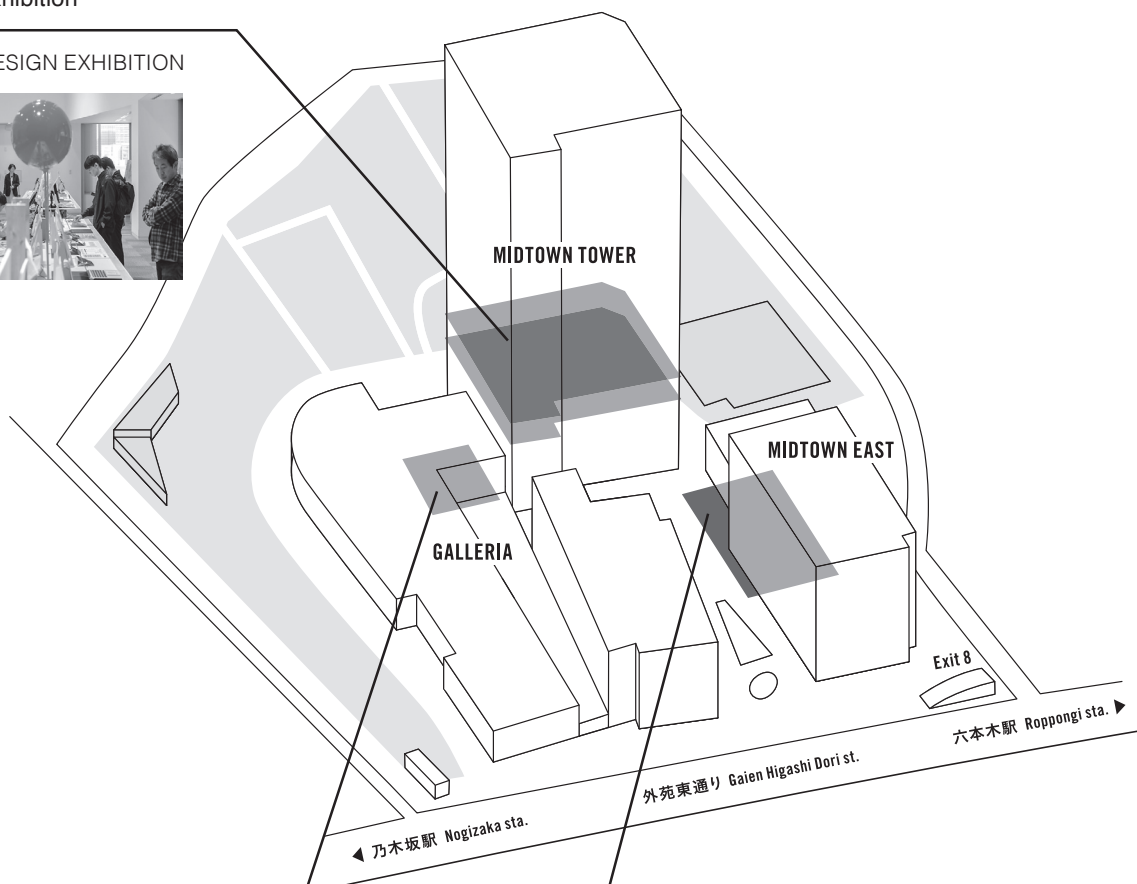 ESIGN EXHIBITION
MIDTOWN TOWER
MIDTOWN EAST
GALLERIA
Exit 8
六本木駅 Roppongi sta. ▶
外苑東通り Gaien Higashi Dori st.
◀ 乃木坂駅 Nogizaka sta.